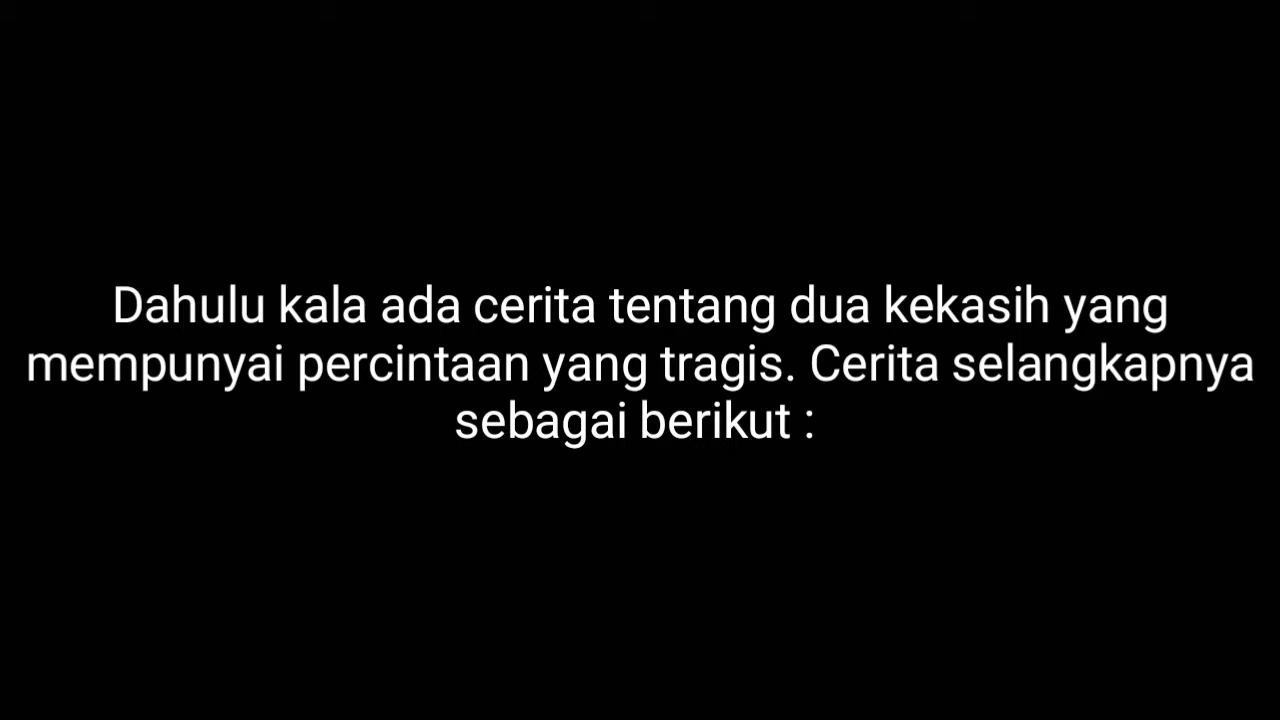 Dahulu kala ada cerita tentang dua kekasih yang
mempunyai percintaan yang tragis. Cerita selangkapnya
sebagai berikut :